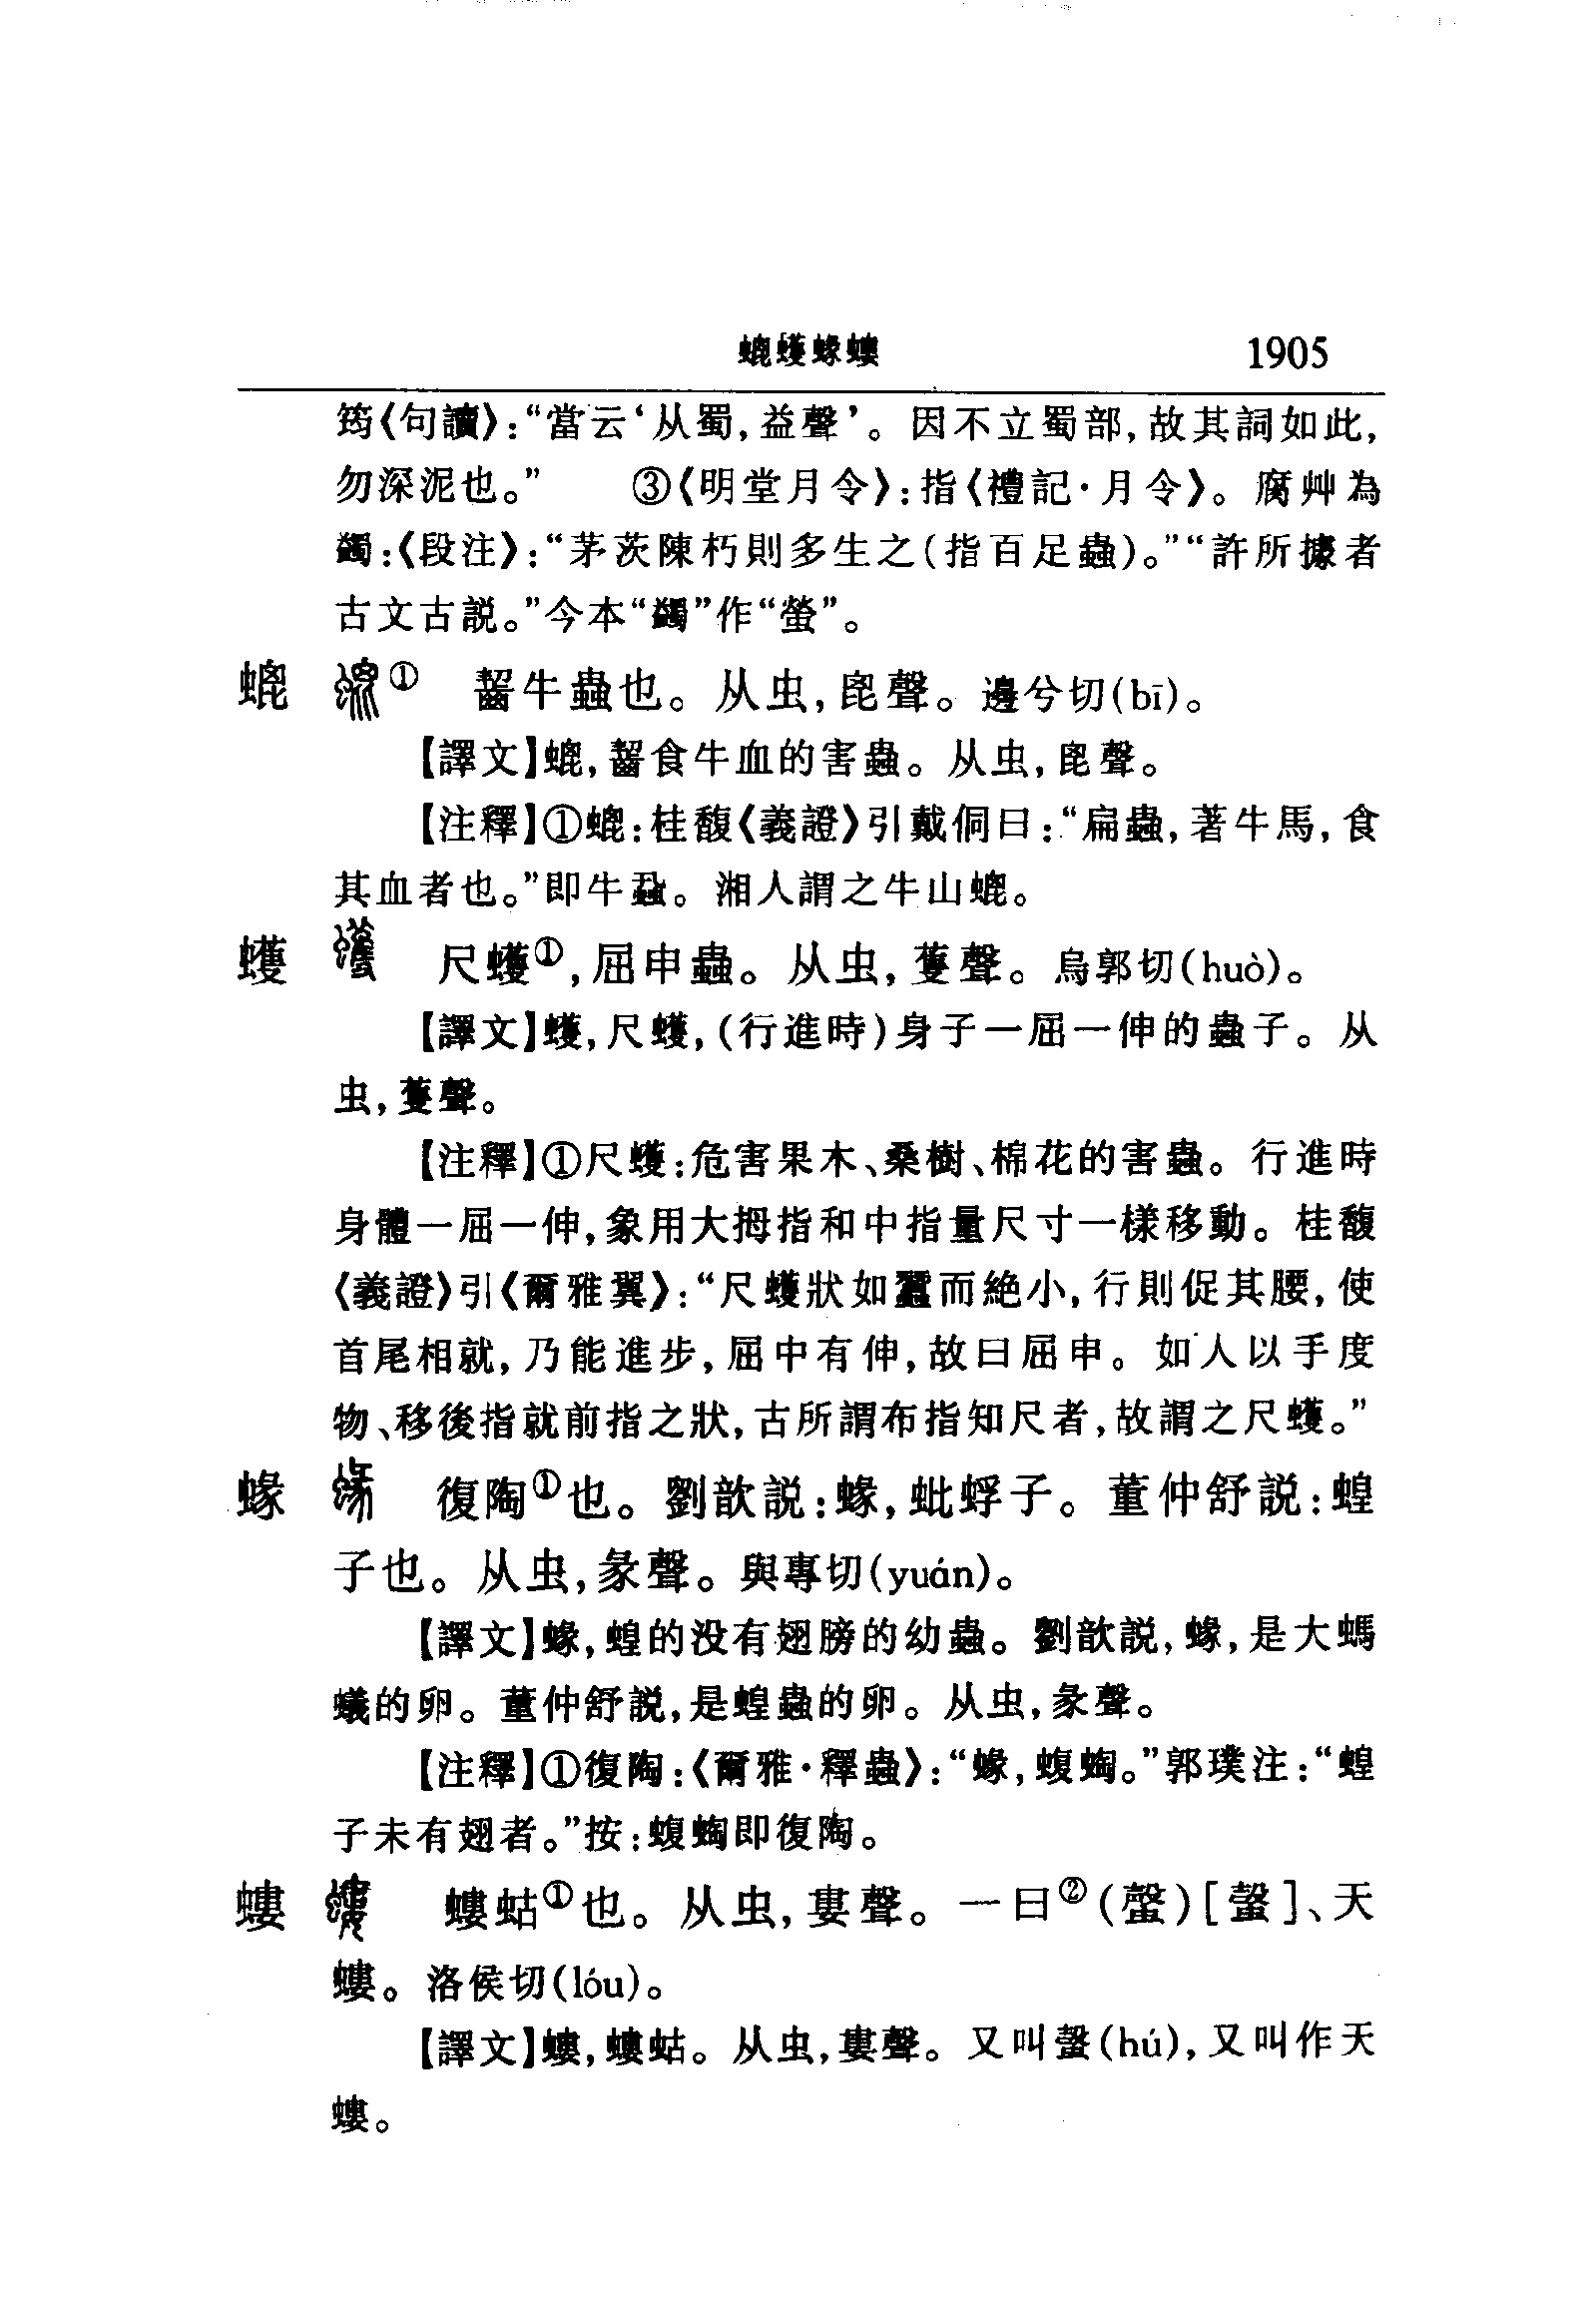 螕蠖蝝螻 1905
筠《句讀》：“當云‘从蜀，益聲’。因不立蜀部，故其詞如此，
勿深泥也。” ③《明堂月令》：指《禮記·月令》。腐艸為
蠲：《段注》：“茅茨陳朽則多生之（指百足蟲）。”“許所據者
古文古説。”今本“蠲”作“螢”。
螕 ① 齧牛蟲也。从虫，𣬉聲。邊兮切（bī）。
【譯文】螕，齧食牛血的害蟲。从虫，𣬉聲。
【注釋】①螕：桂馥《義證》引戴侗曰：“扁蟲，著牛馬，食
其血者也。”即牛蝨。湘人謂之牛山螕。
蠖 尺蠖①，屈申蟲。从虫，蒦聲。烏郭切（huò）。
【譯文】蠖，尺蠖，（行進時）身子一屈一伸的蟲子。从
虫，蒦聲。
【注釋】①尺蠖：危害果木、桑樹、棉花的害蟲。行進時
身體一屈一伸，象用大拇指和中指量尺寸一樣移動。桂馥
《義證》引《爾雅翼》：“尺蠖狀如蠶而絶小，行則促其腰，使
首尾相就，乃能進步，屈中有伸，故曰屈申。如人以手度
物、移後指就前指之狀，古所謂布指知尺者，故謂之尺蠖。”
蝝 復陶①也。劉歆説：蝝，蚍蜉子。董仲舒説：蝗
子也。从虫，彖聲。與專切（yuán）。
【譯文】蝝，蝗的没有翅膀的幼蟲。劉歆説，蝝，是大螞
蟻的卵。董仲舒説，是蝗蟲的卵。从虫，彖聲。
【注釋】①復陶：《爾雅·釋蟲》：“蝝，蝮蜪。”郭璞注：“蝗
子未有翅者。”按：蝮蜪即復陶。
螻 螻蛄①也。从虫，婁聲。一曰②（螜）［螜］、天
螻。洛侯切（lóu）。
【譯文】螻，螻蛄。从虫，婁聲。又叫螜（hú），又叫作天
螻。